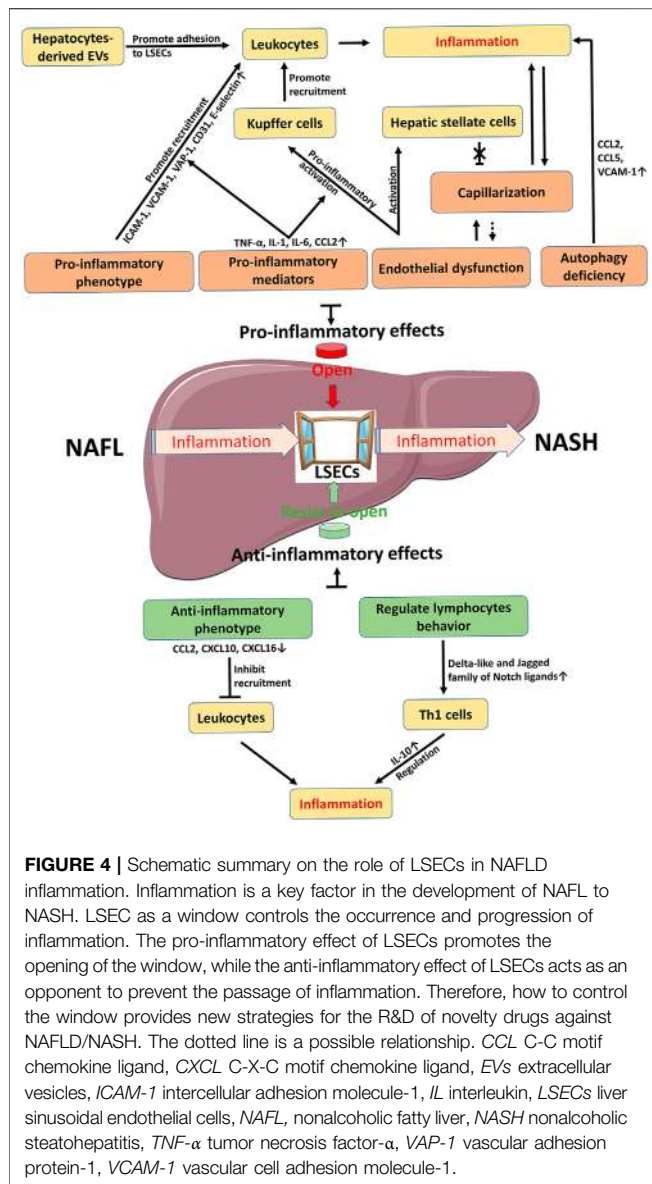 Hepatocytes-
derived EVs
Promote adhesion
to LSECs
Leukocytes
Inflammation
Promote
recruitment
Kupffer cells
Hepatic stellate cells
Promote recruitment
ICAM-1, VCAM-1, VAP-1, CD31, E-selectin↑
Pro-inflammatory
activation
Activation
Capillarization
CCL2,
CCL5,
VCAM-1↑
TNF-α, IL-1, IL-6, CCL2↑
Pro-inflammatory
phenotype
Pro-inflammatory
mediators
Endothelial dysfunction
Autophagy
deficiency
Pro-inflammatory effects
Open
NAFL
Inflammation
LSECs
Inflammation
NASH
Resist to open
Anti-inflammatory effects
Anti-inflammatory
phenotype
Regulate lymphocytes
behavior
CCL2, CXCL10, CXCL16↓
Inhibit
recruitment
Delta-like and Jagged
family of Notch ligands↑
Leukocytes
Th1 cells
IL-10↑
Regulation
Inflammation
FIGURE 4 | Schematic summary on the role of LSECs in NAFLD
inflammation. Inflammation is a key factor in the development of NAFL to
NASH. LSEC as a window controls the occurrence and progression of
inflammation. The pro-inflammatory effect of LSECs promotes the
opening of the window, while the anti-inflammatory effect of LSECs acts as an
opponent to prevent the passage of inflammation. Therefore, how to control
the window provides new strategies for the R&D of novelty drugs against
NAFLD/NASH. The dotted line is a possible relationship. CCL C-C motif
chemokine ligand, CXCL C-X-C motif chemokine ligand, EVs extracellular
vesicles, ICAM-1 intercellular adhesion molecule-1, IL interleukin, LSECs liver
sinusoidal endothelial cells, NAFL, nonalcoholic fatty liver, NASH nonalcoholic
steatohepatitis, TNF-α tumor necrosis factor-α, VAP-1 vascular adhesion
protein-1, VCAM-1 vascular cell adhesion molecule-1.